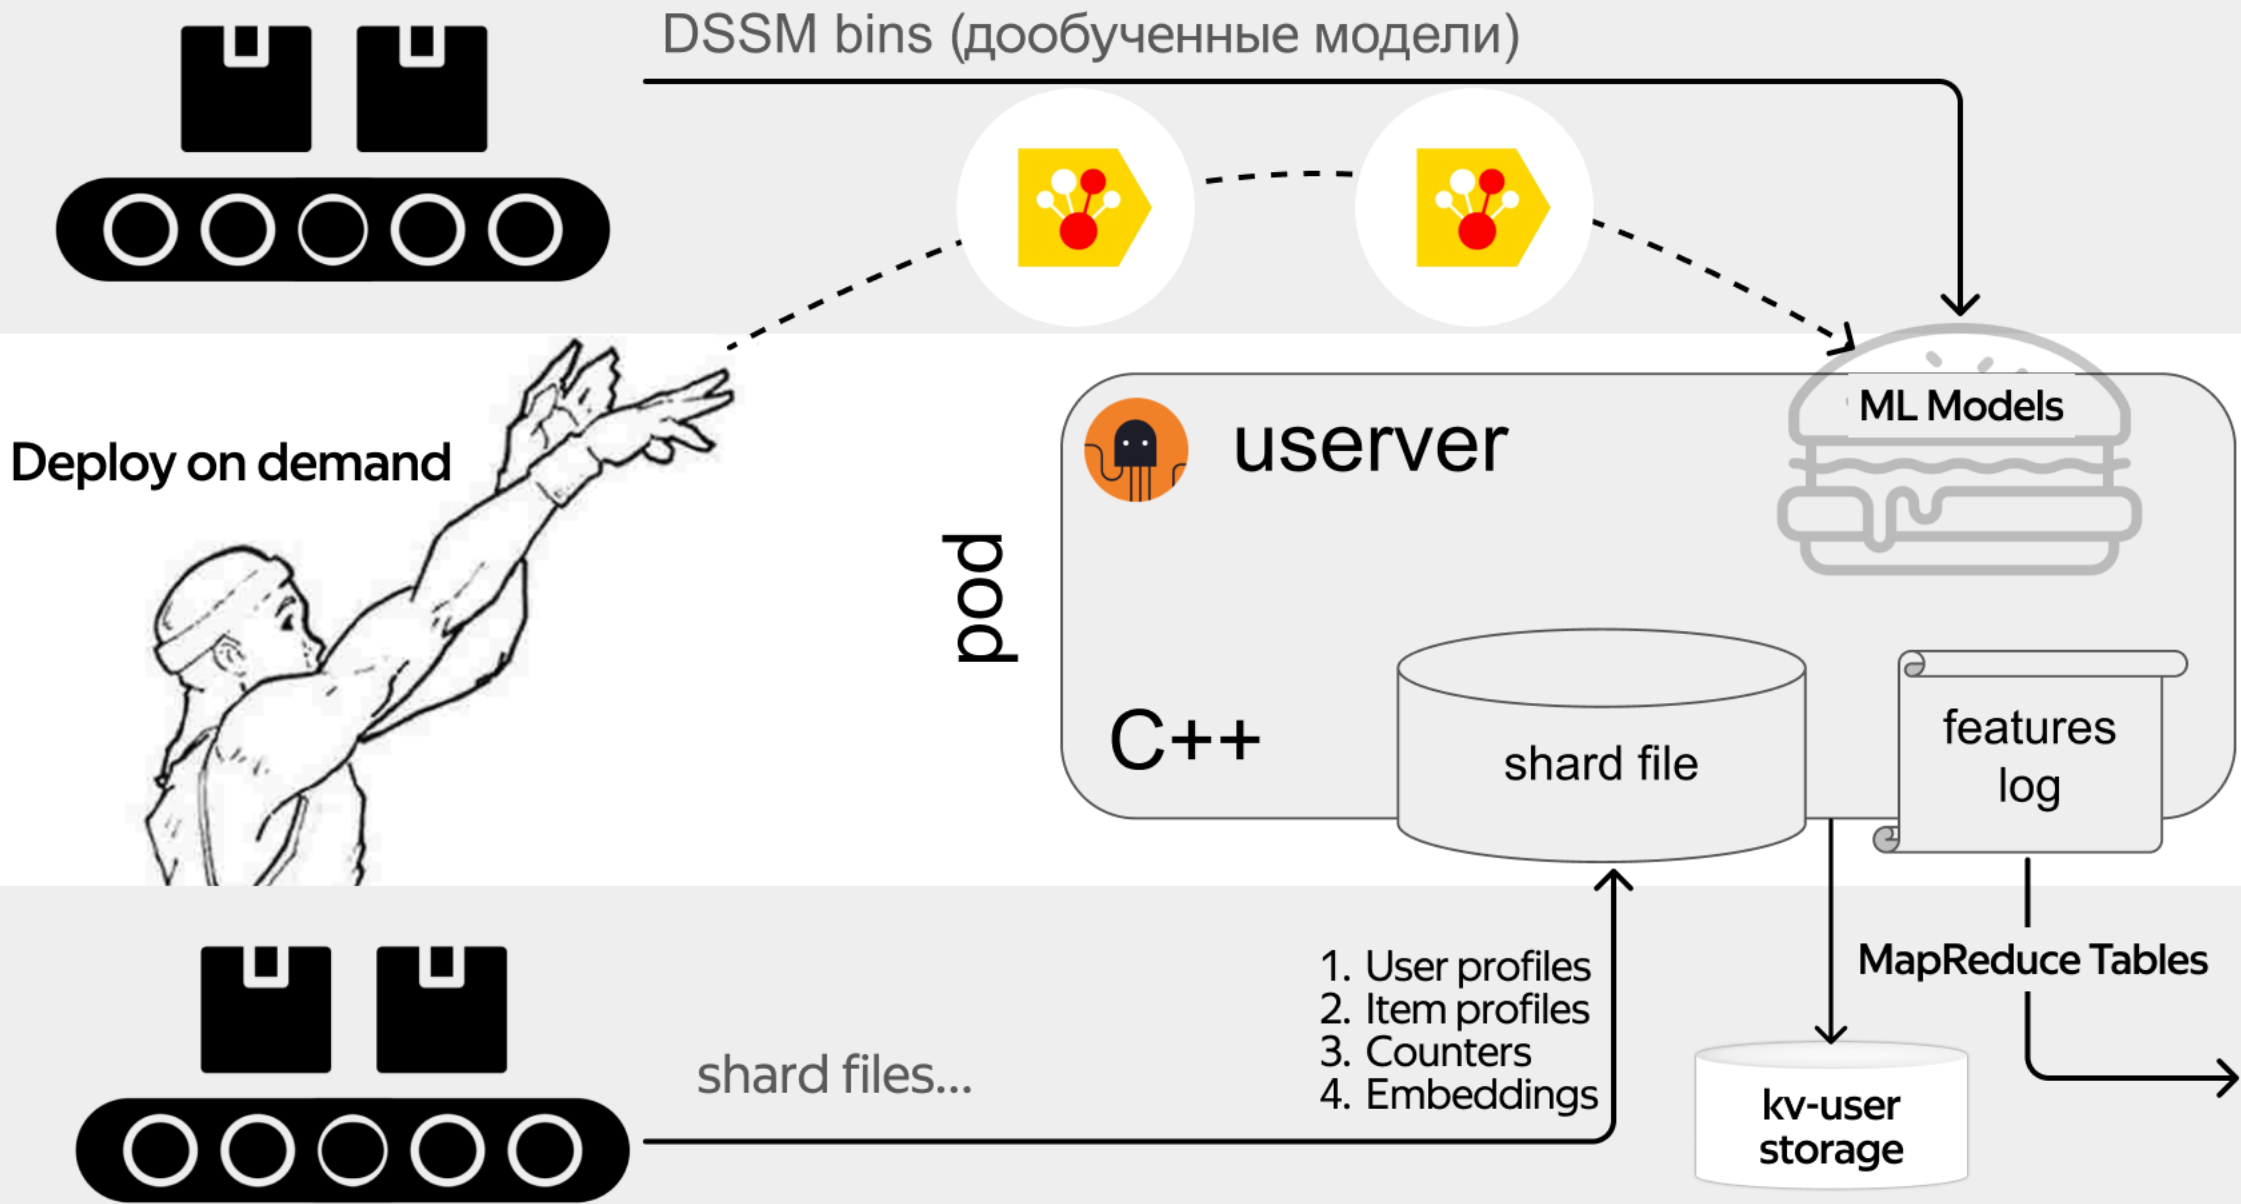 DSSM bins (дообученные модели)
ML Models
userver
Deploy on demand
pod
C++
shard file
features
log
1. User profiles
2. Item profiles
3. Counters
4. Embeddings
MapReduce Tables
shard files...
kv-user
storage